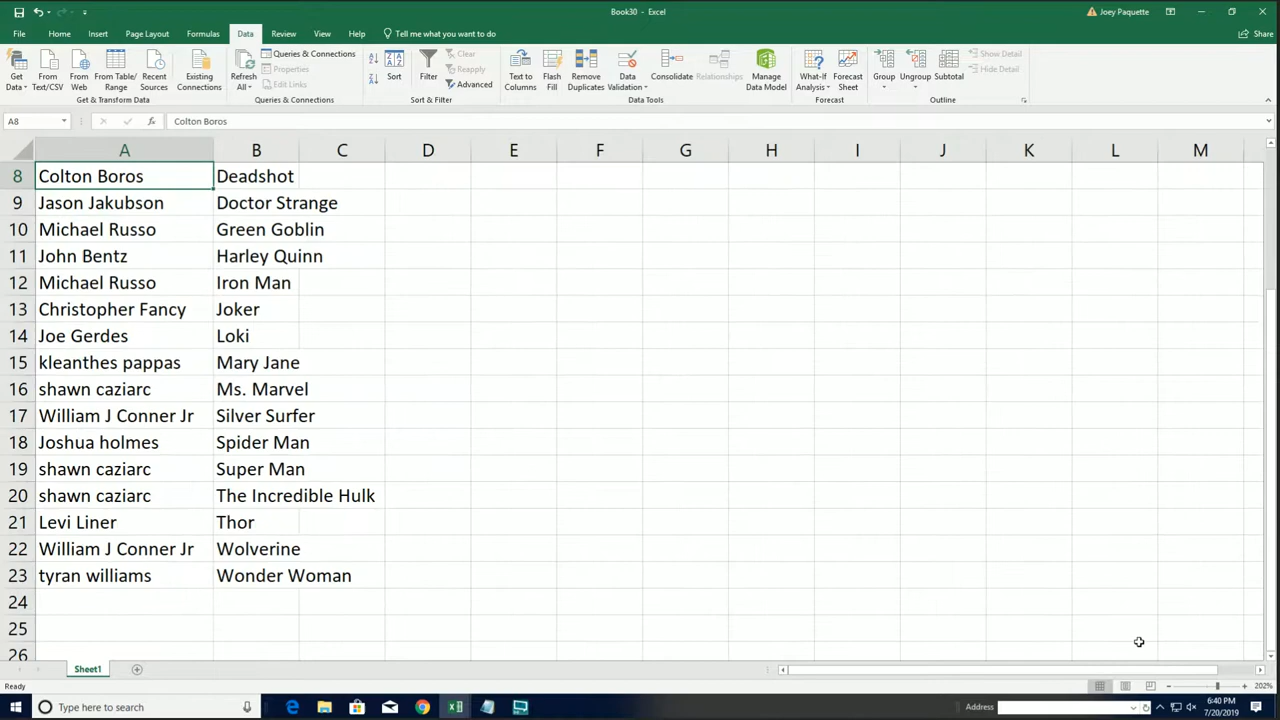 Book30 - Excel
Joey Paquette
File Home Insert Page Layout Formulas Data Review View Help Tell me what you want to do Share
Get Data From Text/CSV From Web From Table/Range Recent Sources Existing Connections
Get & Transform Data
Refresh All Queries & Connections Properties Edit Links
Queries & Connections
Sort Filter Clear Reapply Advanced
Sort & Filter
Text to Columns Flash Fill Remove Duplicates Data Validation Consolidate Relationships Manage Data Model
Data Tools
What-If Analysis Forecast Sheet
Forecast
Group Ungroup Subtotal Show Detail Hide Detail
Outline
A8 fx Colton Boros
A B C D E F G H I J K L M
8 Colton Boros Deadshot
9 Jason Jakubson Doctor Strange
10 Michael Russo Green Goblin
11 John Bentz Harley Quinn
12 Michael Russo Iron Man
13 Christopher Fancy Joker
14 Joe Gerdes Loki
15 kleanthes pappas Mary Jane
16 shawn caziarc Ms. Marvel
17 William J Conner Jr Silver Surfer
18 Joshua holmes Spider Man
19 shawn caziarc Super Man
20 shawn caziarc The Incredible Hulk
21 Levi Liner Thor
22 William J Conner Jr Wolverine
23 tyran williams Wonder Woman
24
25
26
Sheet1
Ready 202%
Type here to search Address 6:40 PM
7/20/2019